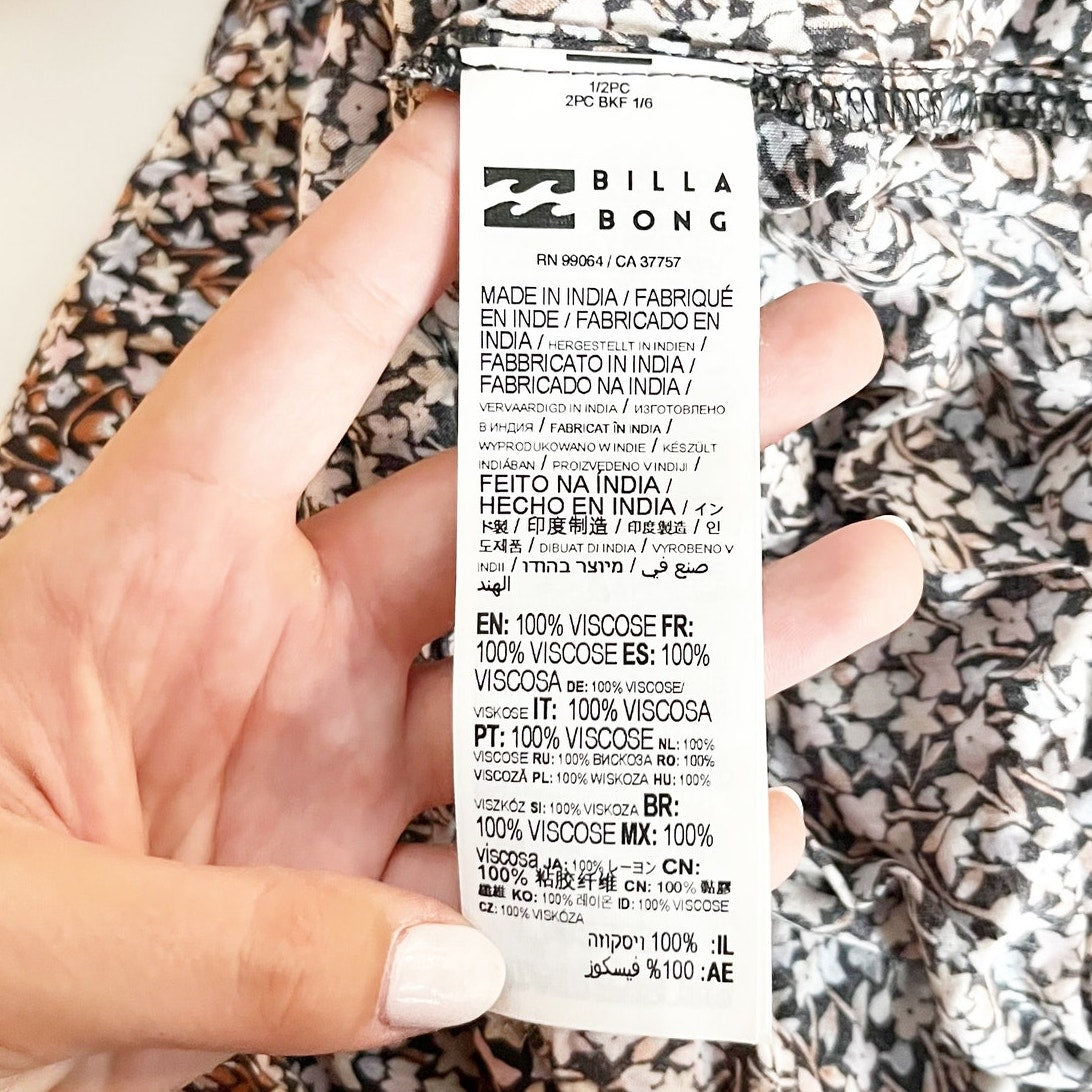 1/2PC
2PC BKF 1/6
BILLA
BONG
RN 99064 / CA 37757
MADE IN INDIA / FABRIQUÉ
EN INDE / FABRICADO EN
INDIA / HERGESTELLT IN INDIEN /
FABBRICATO IN INDIA /
FABRICADO NA INDIA /
VERVAARDIGD IN INDIA / ИЗГОТОВЛЕНО
В ИНДИЯ / FABRICAT ÎN INDIA /
WYPRODUKOWANO W INDIE / KÉSZÜLT
INDIÁBAN / PROIZVEDENO V INDIJI /
FEITO NA ÍNDIA /
HECHO EN INDIA / イン
ド製 / 印度制造 / 印度製造 / 인
도제품 / DIBUAT DI INDIA / VYROBENO V
INDII / מיוצר בהודו / صنع في
الهند
EN: 100% VISCOSE FR:
100% VISCOSE ES: 100%
VISCOSA DE: 100% VISCOSE/
VISKOSE IT: 100% VISCOSA
PT: 100% VISCOSE NL: 100%
VISCOSE RU: 100% ВИСКОЗА RO: 100%
VISCOZĂ PL: 100% WISKOZA HU: 100%
VISZKÓZ SI: 100% VISKOZA BR:
100% VISCOSE MX: 100%
viscosa JA: 100% レーヨン CN:
100% 粘胶纤维 CN: 100% 黏膠
纖維 KO: 100% 레이온 ID: 100% VISCOSE
CZ: 100% VISKÓZA
IL: 100% ויסקוזה
AE: 100% فيسكوز